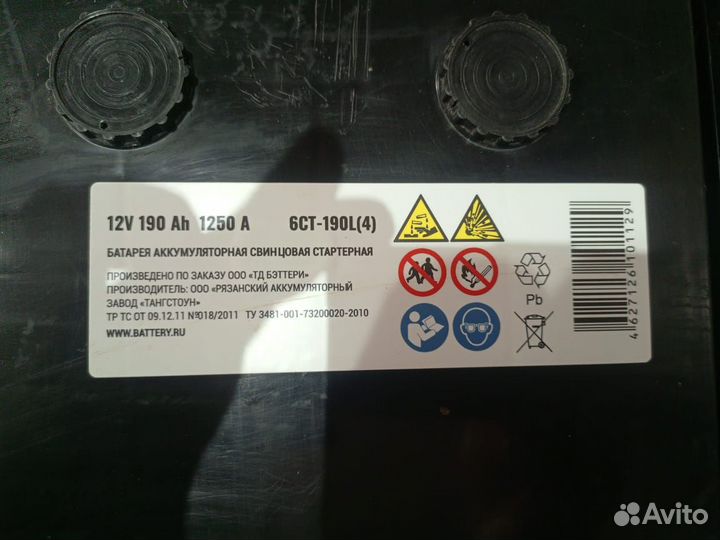 12V 190 Ah 1250 A 6СТ-190L(4)
БАТАРЕЯ АККУМУЛЯТОРНАЯ СВИНЦОВАЯ СТАРТЕРНАЯ
ПРОИЗВЕДЕНО ПО ЗАКАЗУ ООО «ТД БЭТТЕРИ»
ПРОИЗВОДИТЕЛЬ: ООО «РЯЗАНСКИЙ АККУМУЛЯТОРНЫЙ
ЗАВОД «ТАНГСТОУН»
ТР ТС ОТ 09.12.11 №018/2011 ТУ 3481-001-73200020-2010
WWW.BATTERY.RU
Pb
4627126101129
Avito